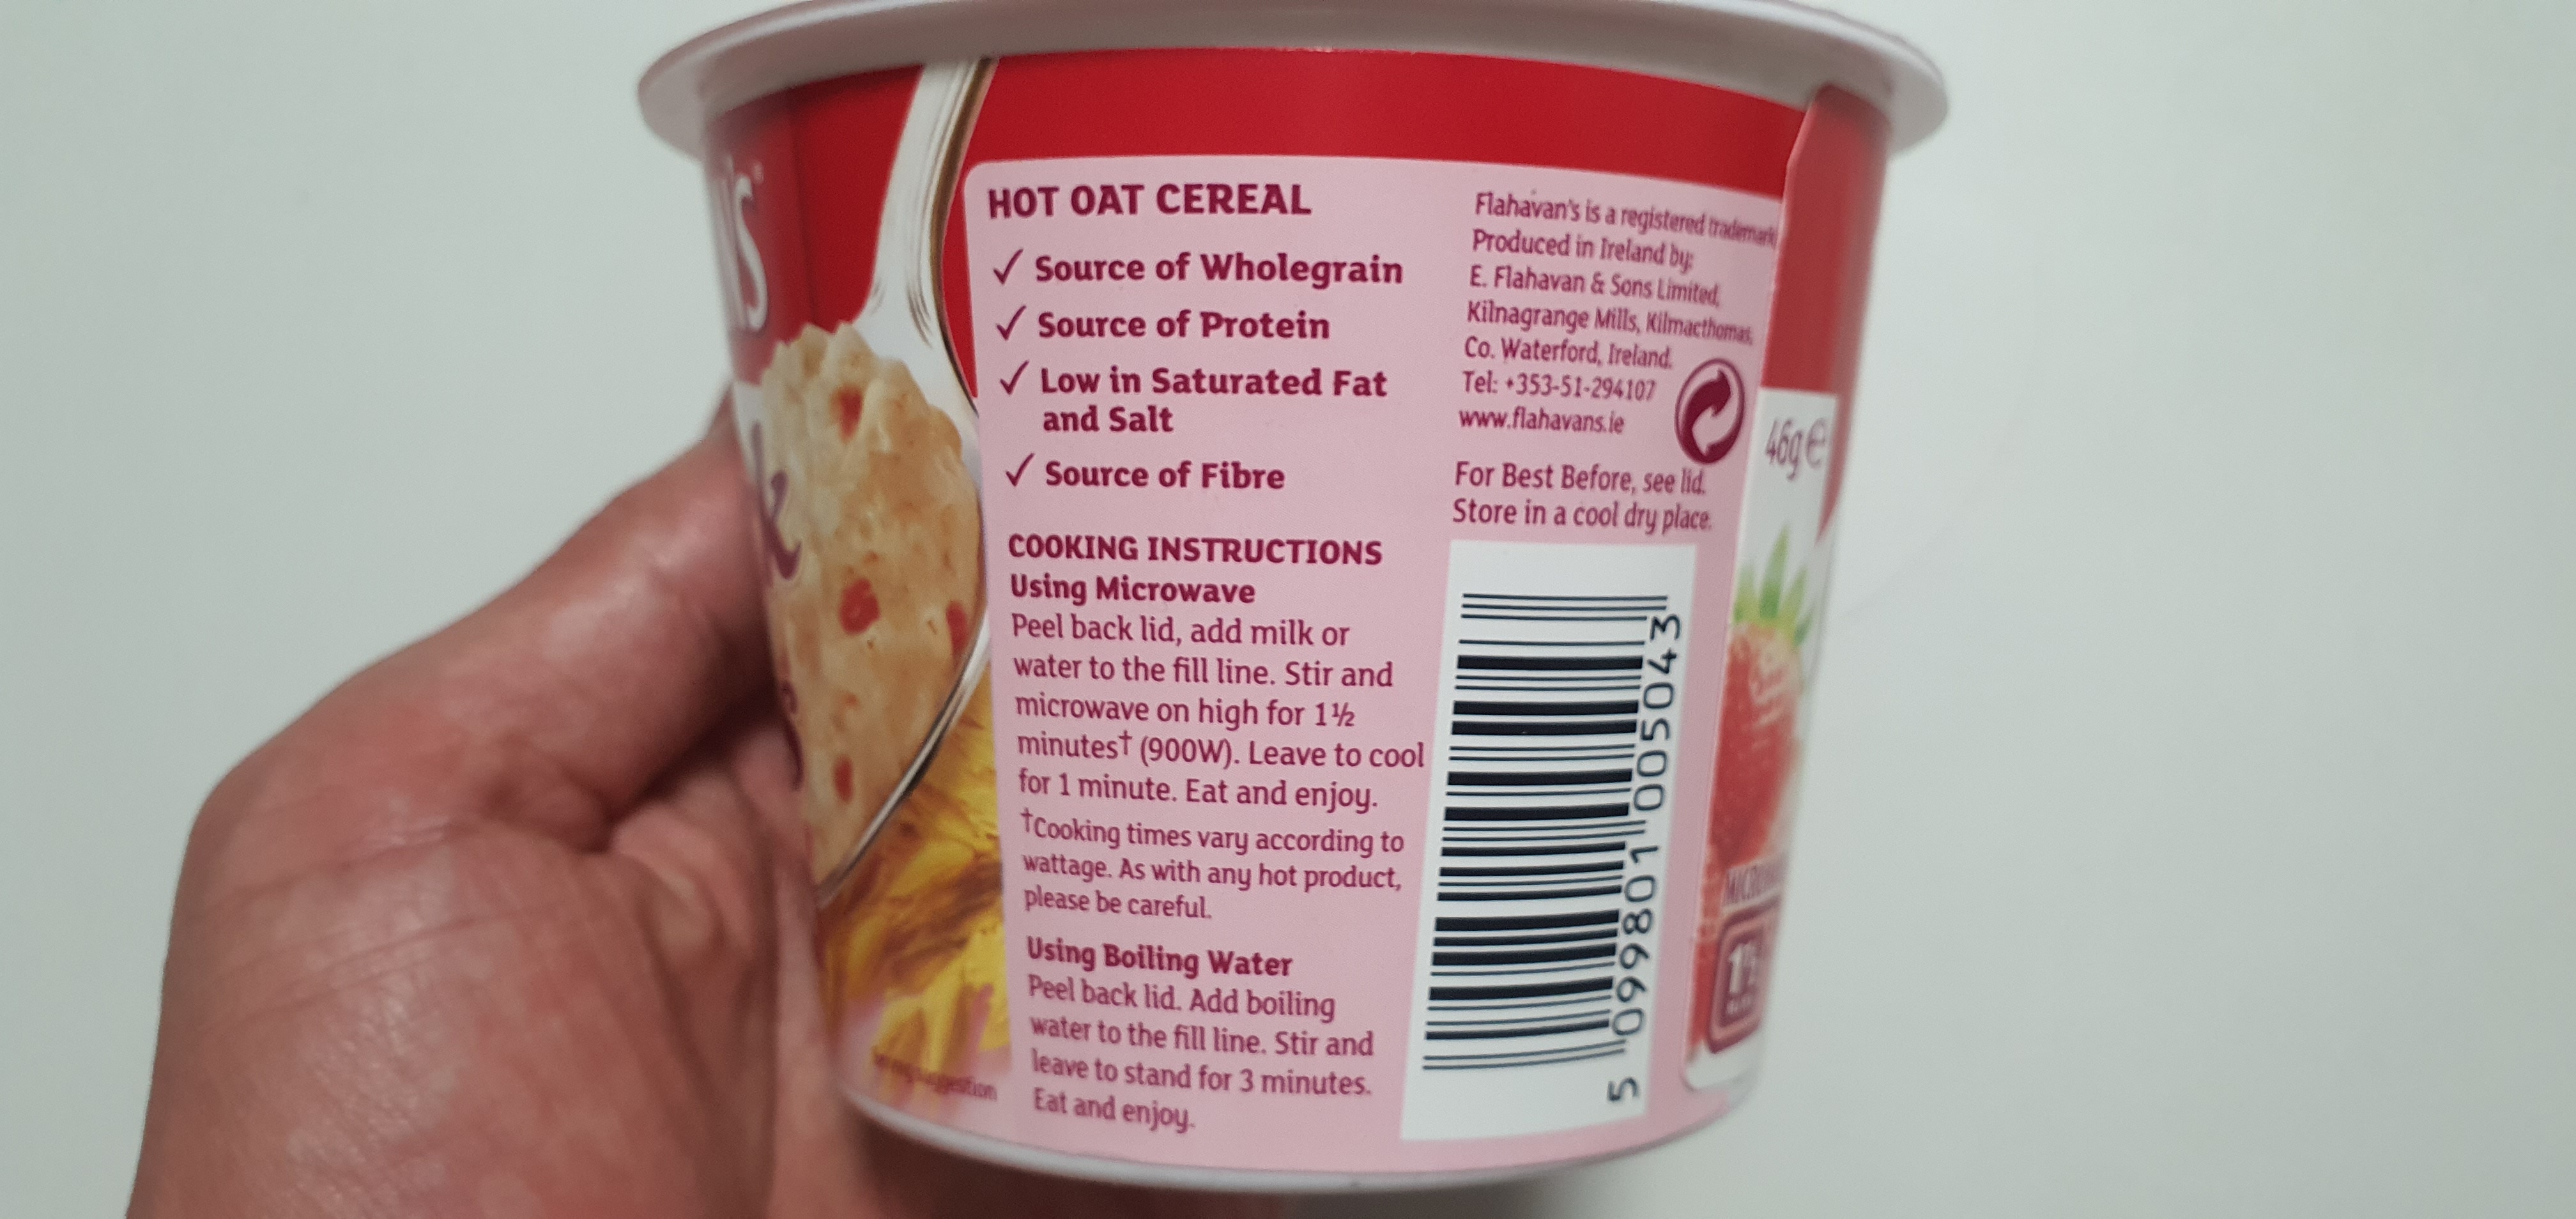 'S
k
HOT OAT CEREAL
✓ Source of Wholegrain
✓ Source of Protein
✓ Low in Saturated Fat
and Salt
✓ Source of Fibre
COOKING INSTRUCTIONS
Using Microwave
Peel back lid, add milk or
water to the fill line. Stir and
microwave on high for 1½
minutes† (900W). Leave to cool
for 1 minute. Eat and enjoy.
†Cooking times vary according to
wattage. As with any hot product,
please be careful.
Using Boiling Water
Peel back lid. Add boiling
water to the fill line. Stir and
leave to stand for 3 minutes.
Eat and enjoy.
Flahavan's is a registered trademark
Produced in Ireland by:
E. Flahavan & Sons Limited,
Kilnagrange Mills, Kilmacthomas,
Co. Waterford, Ireland.
Tel: +353-51-294107
www.flahavans.ie
For Best Before, see lid.
Store in a cool dry place.
5 099801 005043
46g e